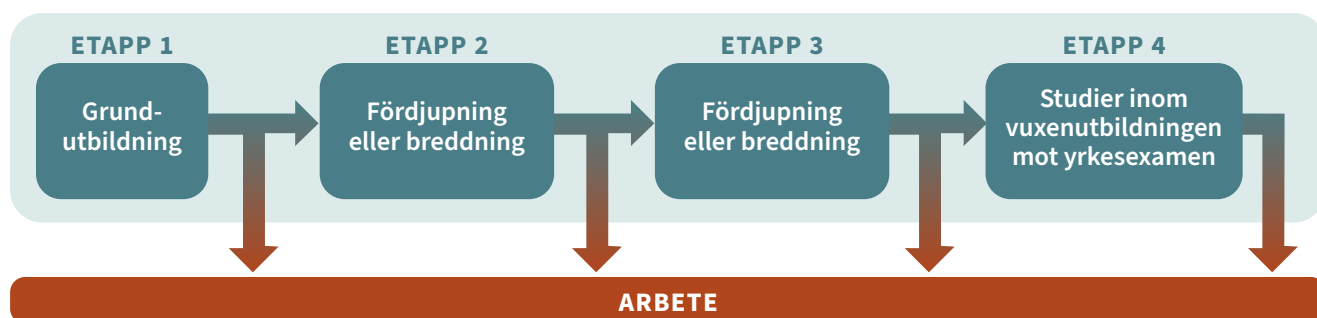 ETAPP 1
Grund-
utbildning
ETAPP 2
Fördjupning
eller breddning
ETAPP 3
Fördjupning
eller breddning
ETAPP 4
Studier inom
vuxenutbildningen
mot yrkesexamen
ARBETE